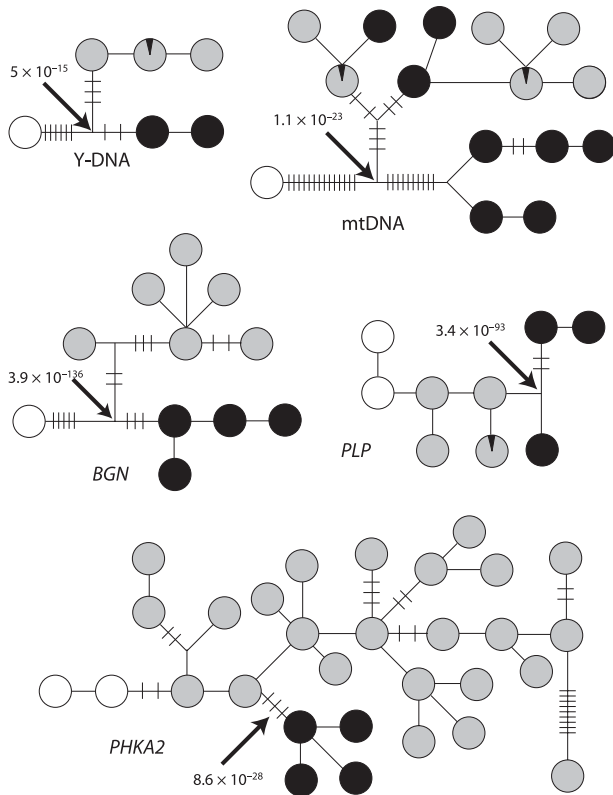 5 × 10⁻¹⁵
Y-DNA
1.1 × 10⁻²³
mtDNA
3.9 × 10⁻¹³⁶
BGN
3.4 × 10⁻⁹³
PLP
PHKA2
8.6 × 10⁻²⁸